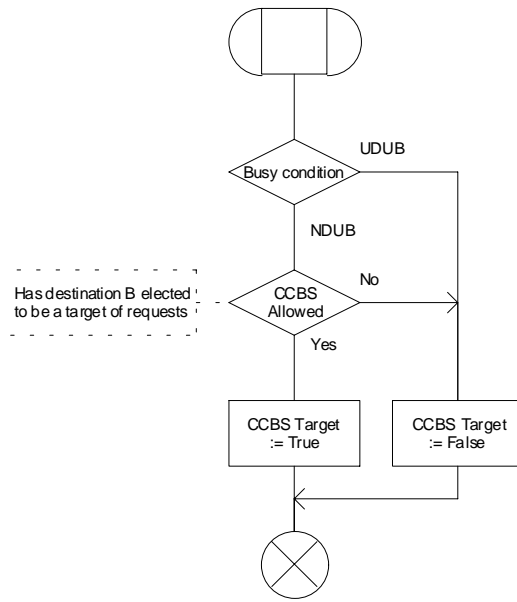 UDUB
Busy condition
NDUB
Has destination B elected
to be a target of requests
CCBS
Allowed
No
Yes
CCBS Target
:= True
CCBS Target
:= False